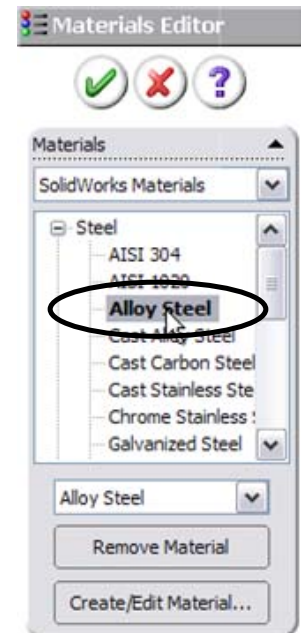 Materials Editor
?
Materials
SolidWorks Materials
Steel
AISI 304
AISI 1020
Alloy Steel
Cast Alloy Steel
Cast Carbon Steel
Cast Stainless Ste
Chrome Stainless
Galvanized Steel
Alloy Steel
Remove Material
Create/Edit Material...